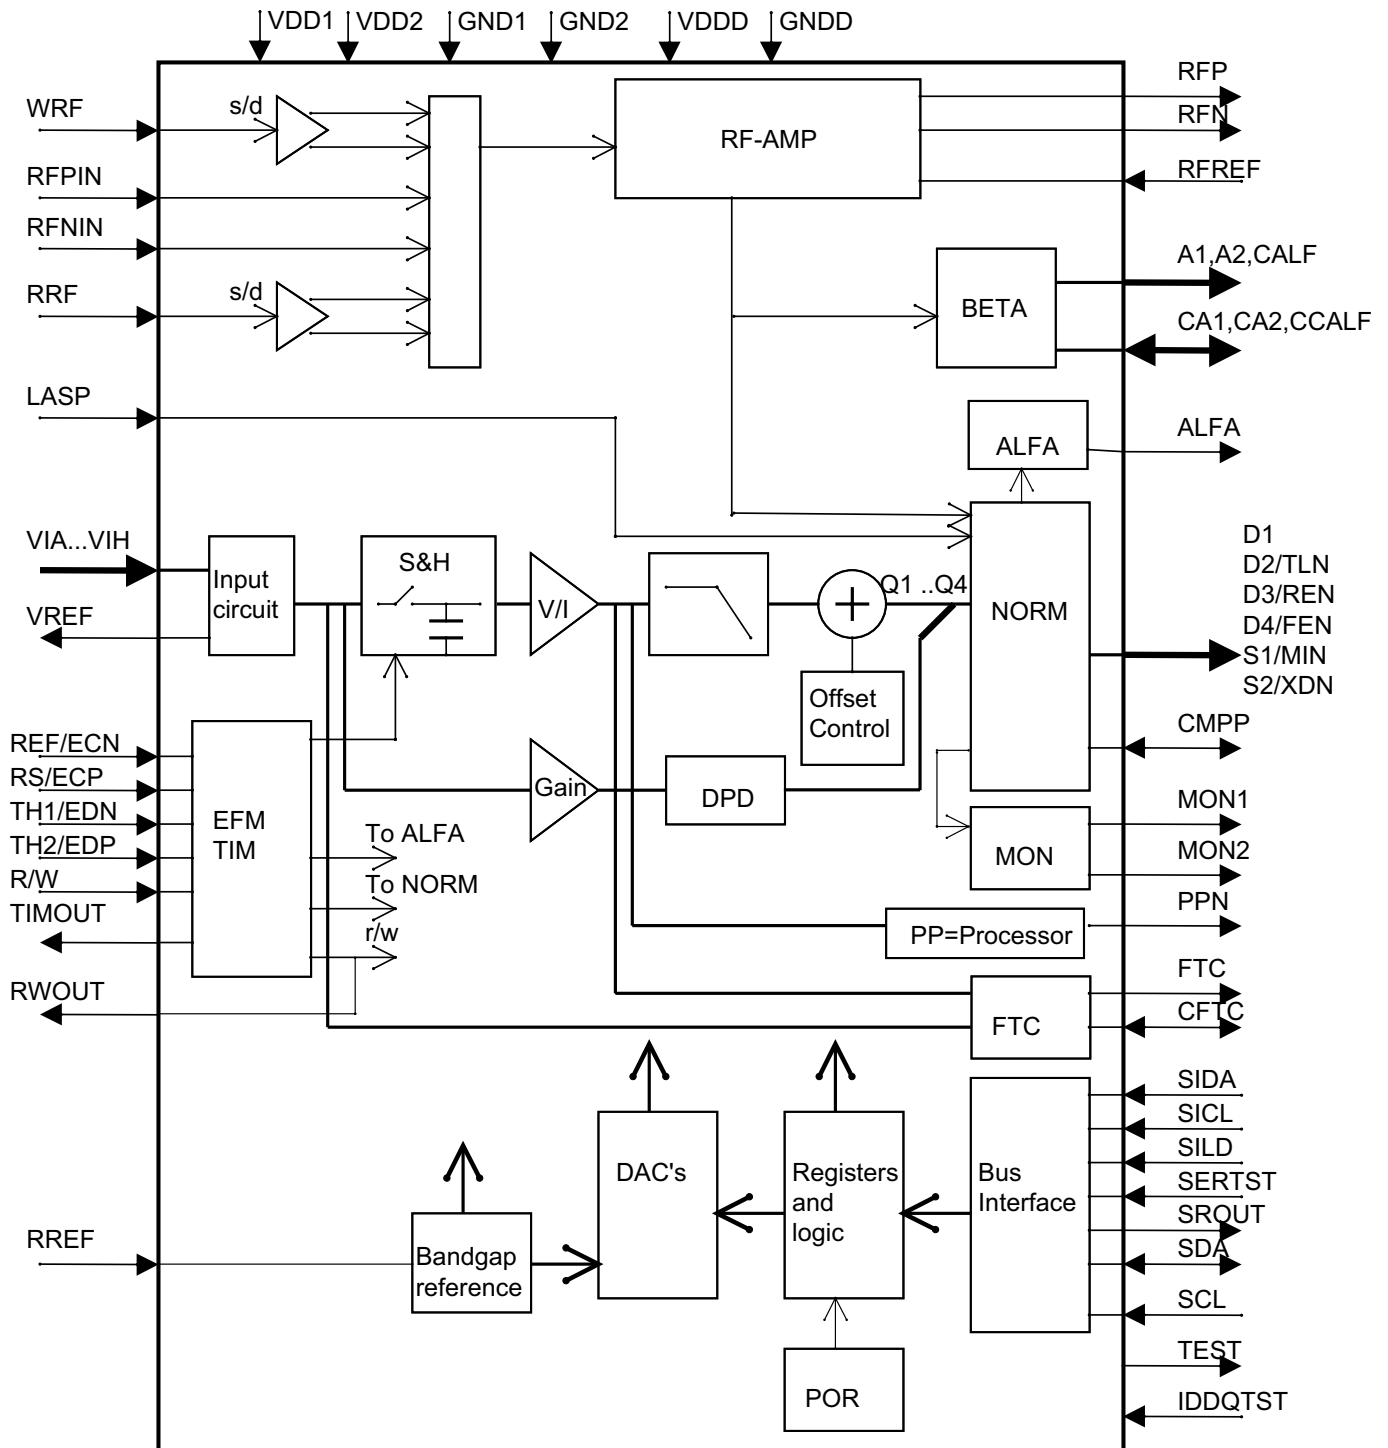 VDD1 VDD2 GND1 GND2 VDDD GNDD
WRF
RFPIN
RFNIN
RRF
LASP
VIA...VIH
VREF
REF/ECN
RS/ECP
TH1/EDN
TH2/EDP
R/W
TIMOUT
RWOUT
RREF
s/d
s/d
RF-AMP
BETA
ALFA
Input
circuit
S&H
V/I
Q1 ..Q4
NORM
Offset
Control
Gain
DPD
EFM
TIM
To ALFA
To NORM
r/w
MON
PP=Processor
FTC
DAC's
Registers
and
logic
Bus
Interface
Bandgap
reference
POR
RFP
RFN
RFREF
A1,A2,CALF
CA1,CA2,CCALF
ALFA
D1
D2/TLN
D3/REN
D4/FEN
S1/MIN
S2/XDN
CMPP
MON1
MON2
PPN
FTC
CFTC
SIDA
SICL
SILD
SERTST
SROUT
SDA
SCL
TEST
IDDQTST